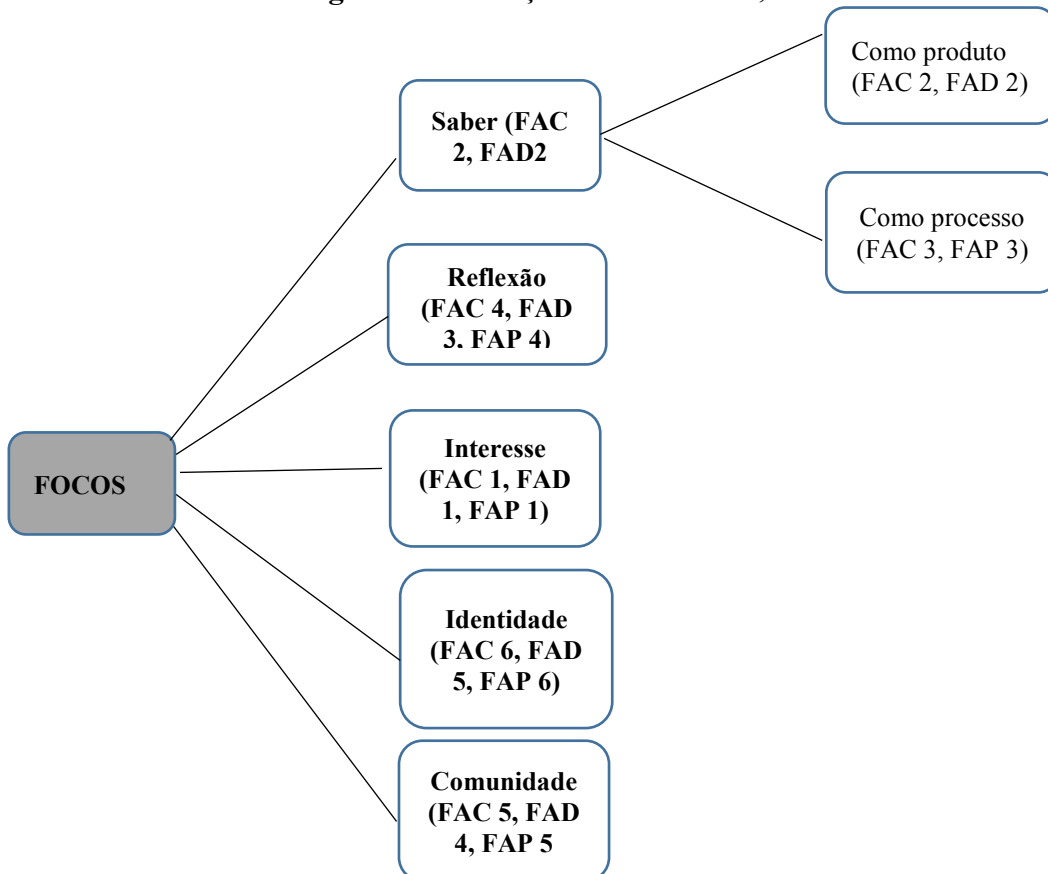 Como produto
(FAC 2, FAD 2)
Saber (FAC
2, FAD2
Como processo
(FAC 3, FAP 3)
Reflexão
(FAC 4, FAD
3, FAP 4)
FOCOS
Interesse
(FAC 1, FAD
1, FAP 1)
Identidade
(FAC 6, FAD
5, FAP 6)
Comunidade
(FAC 5, FAD
4, FAP 5